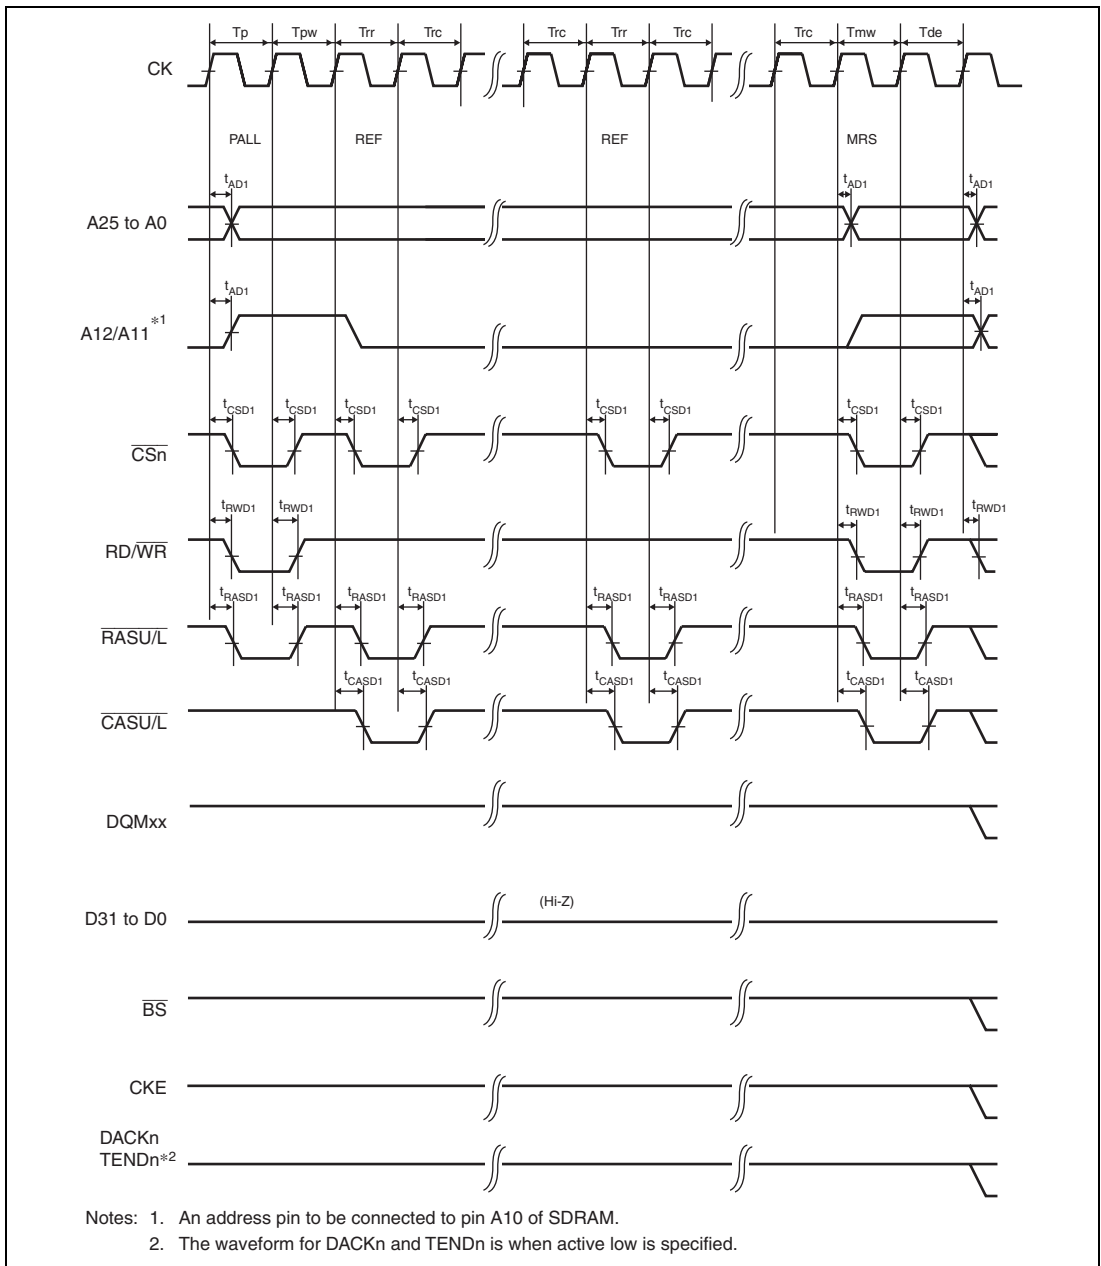 Tp Tpw Trr Trc Trc Trr Trc Trc Tmw Tde
CK
PALL REF REF MRS
tAD1 tAD1 tAD1
A25 to A0
tAD1 tAD1
A12/A11*1
tCSD1 tCSD1 tCSD1 tCSD1 tCSD1 tCSD1 tCSD1 tCSD1
CSn
tRWD1 tRWD1 tRWD1 tRWD1 tRWD1
RD/WR
tRASD1 tRASD1 tRASD1 tRASD1 tRASD1 tRASD1 tRASD1 tRASD1
RASU/L
tCASD1 tCASD1 tCASD1 tCASD1 tCASD1 tCASD1
CASU/L
DQMxx
(Hi-Z)
D31 to D0
BS
CKE
DACKn
TENDn*2
Notes: 1. An address pin to be connected to pin A10 of SDRAM.
2. The waveform for DACKn and TENDn is when active low is specified.